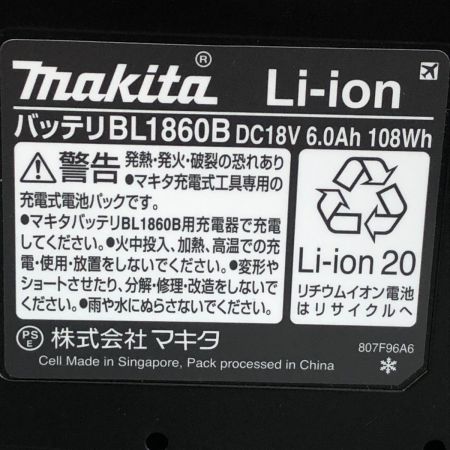 makita® Li-ion
バッテリBL1860B DC18V 6.0Ah 108Wh
警告 発熱・発火・破裂の恐れあり
●マキタ充電式工具専用の
充電式電池パックです。
●マキタバッテリBL1860B用充電器で充電
してください。●火中投入、加熱、高温での充
電・使用・放置をしないでください。●変形や
ショートさせたり、分解・修理・改造をしないで
ください。●雨や水にぬらさないでください。
Li-ion 20
リチウムイオン電池
はリサイクルへ
PSE 株式会社 マキタ
Cell Made in Singapore, Pack processed in China
807F96A6